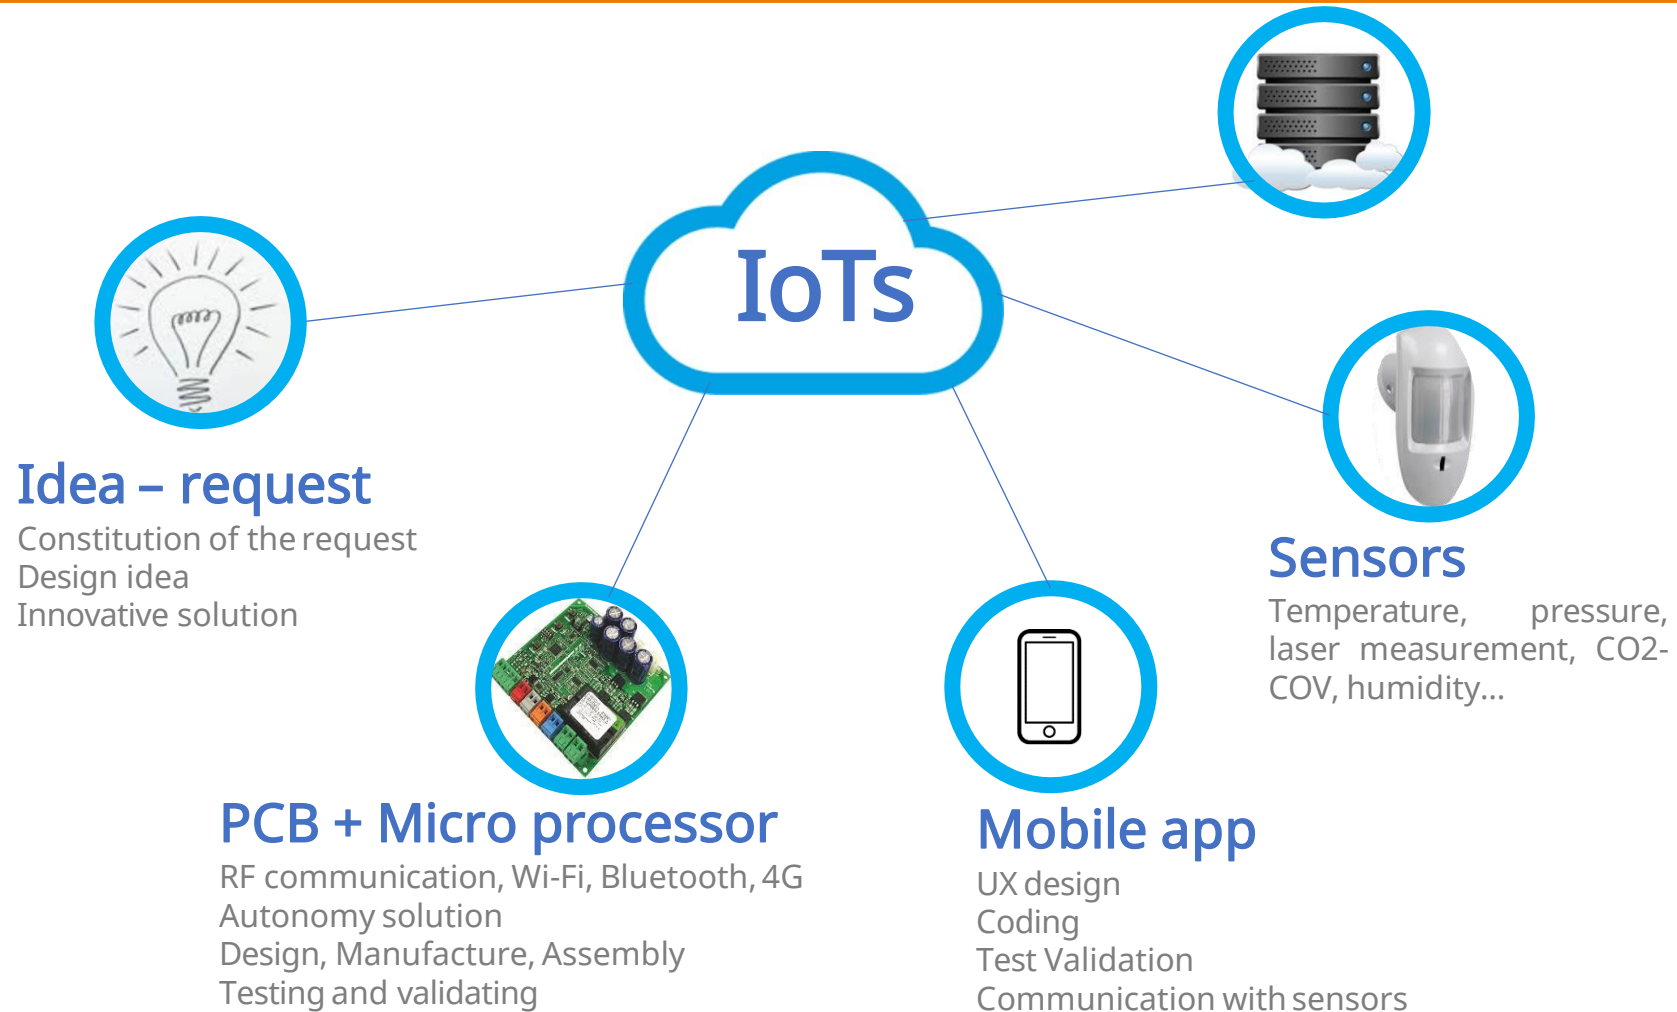 IoTs
Idea – request
Constitution of the request
Design idea
Innovative solution
Sensors
Temperature, pressure,
laser measurement, CO2-
COV, humidity...
PCB + Micro processor
RF communication, Wi-Fi, Bluetooth, 4G
Autonomy solution
Design, Manufacture, Assembly
Testing and validating
Mobile app
UX design
Coding
Test Validation
Communication with sensors